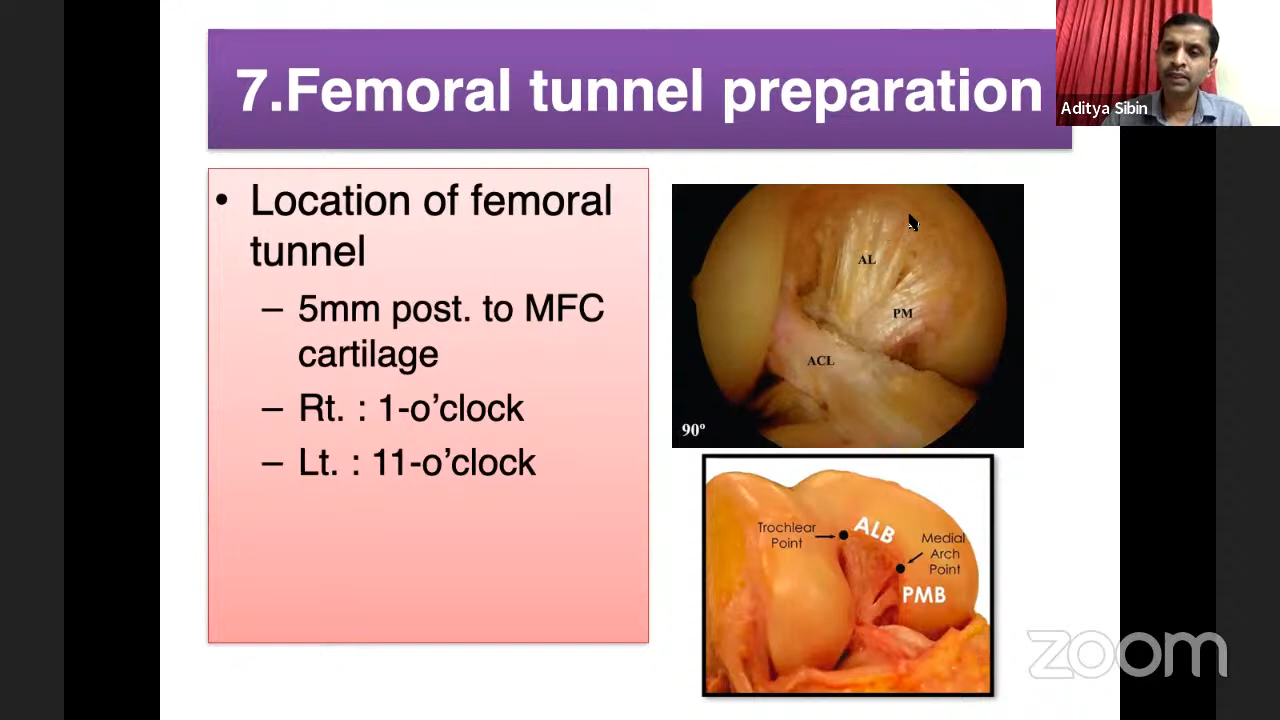 7.Femoral tunnel preparation
Aditya Sibin
• Location of femoral
tunnel
– 5mm post. to MFC
cartilage
– Rt. : 1-o’clock
– Lt. : 11-o’clock
AL
PM
ACL
90º
Trochlear
Point
ALB
Medial
Arch
Point
PMB
zoom